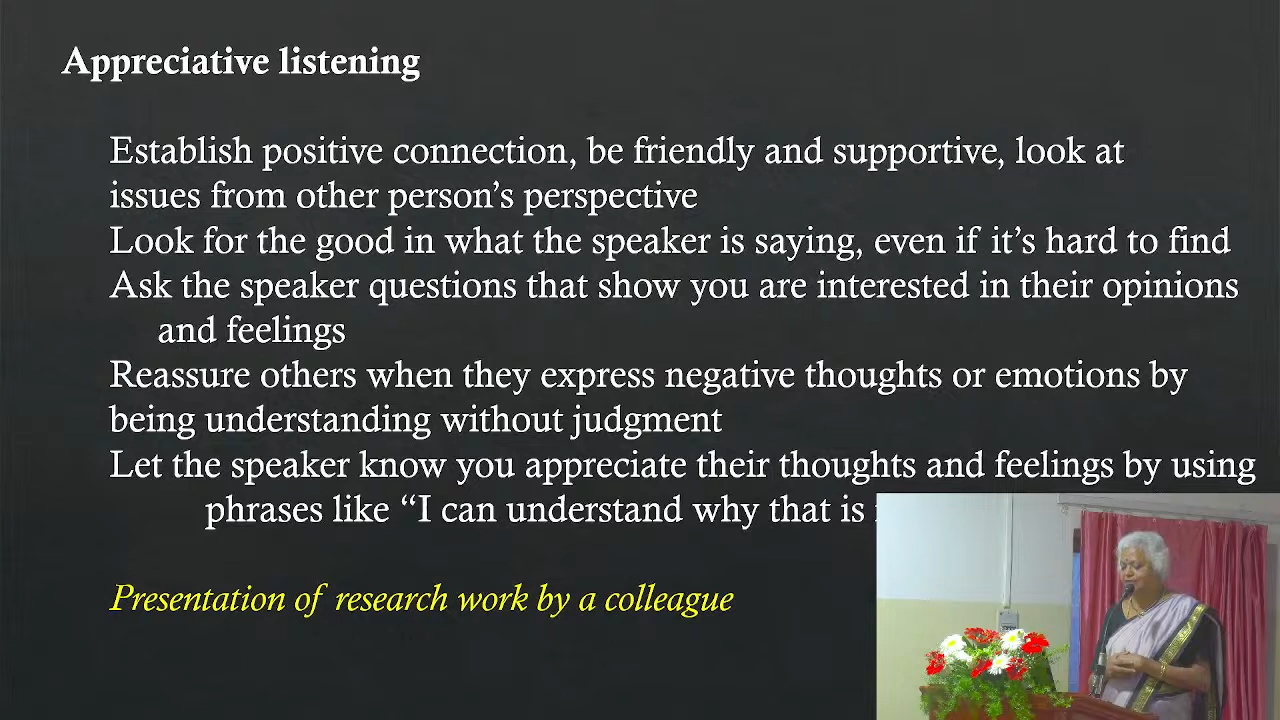 Appreciative listening
Establish positive connection, be friendly and supportive, look at
issues from other person’s perspective
Look for the good in what the speaker is saying, even if it’s hard to find
Ask the speaker questions that show you are interested in their opinions
and feelings
Reassure others when they express negative thoughts or emotions by
being understanding without judgment
Let the speaker know you appreciate their thoughts and feelings by using
phrases like “I can understand why that is
Presentation of research work by a colleague